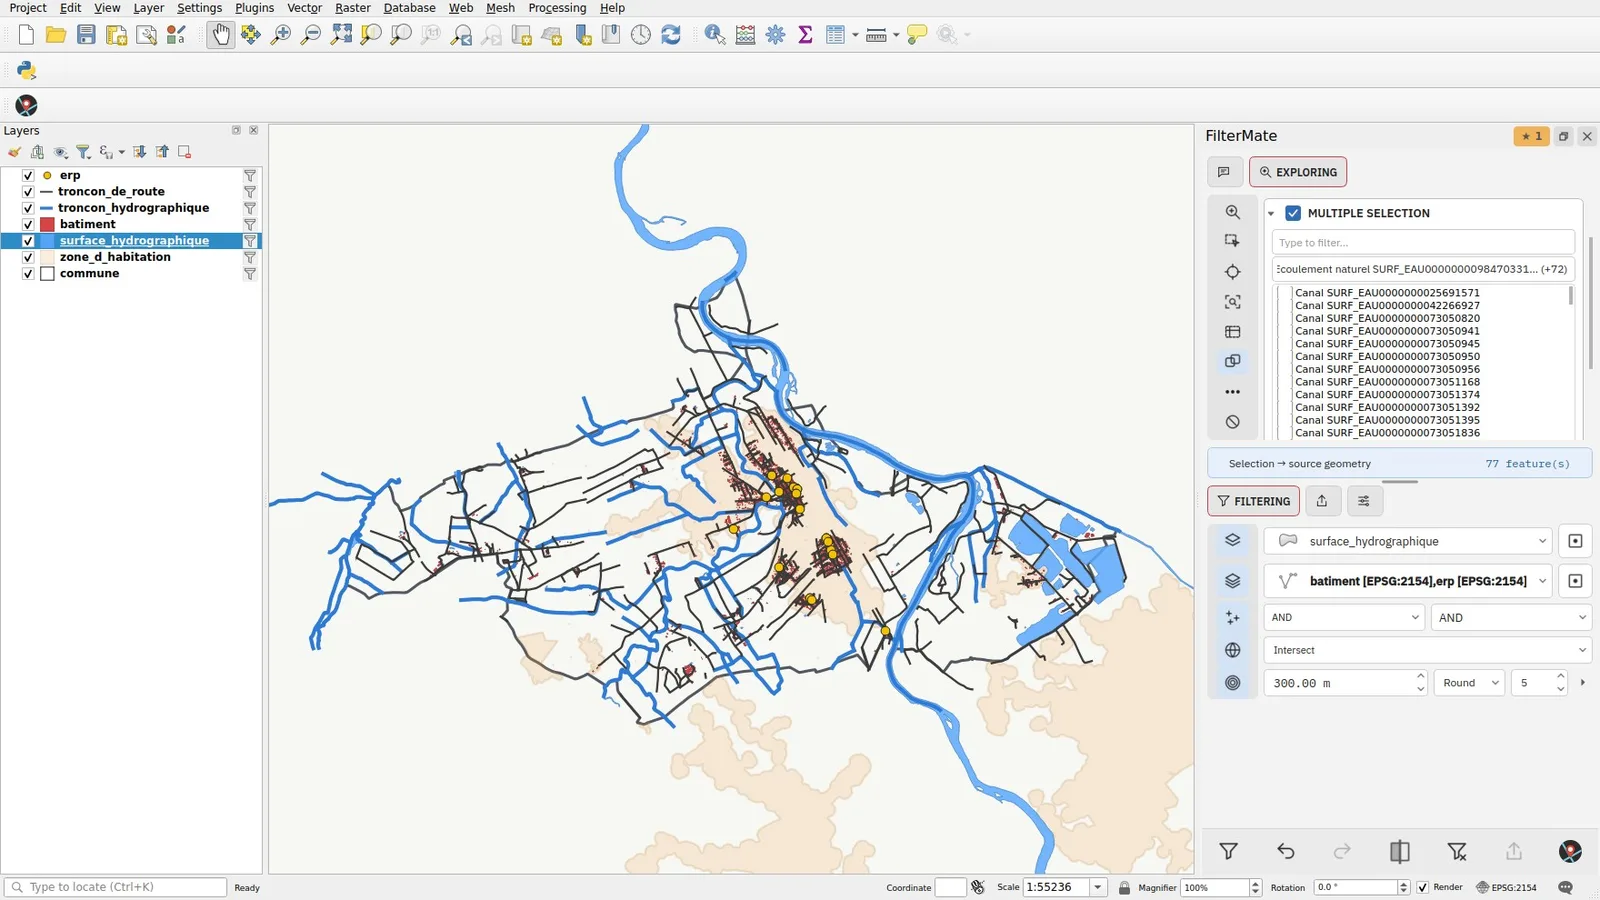 Project Edit View Layer Settings Plugins Vector Raster Database Web Mesh Processing Help
Layers
erp
troncon_de_route
troncon_hydrographique
batiment
surface_hydrographique
zone_d_habitation
commune
FilterMate
★ 1
EXPLORING
MULTIPLE SELECTION
Type to filter...
Ecoulement naturel SURF_EAU0000000098470331... (+72)
Canal SURF_EAU0000000025691571
Canal SURF_EAU0000000042266927
Canal SURF_EAU0000000073050820
Canal SURF_EAU0000000073050941
Canal SURF_EAU0000000073050945
Canal SURF_EAU0000000073050950
Canal SURF_EAU0000000073050956
Canal SURF_EAU0000000073051168
Canal SURF_EAU0000000073051374
Canal SURF_EAU0000000073051392
Canal SURF_EAU0000000073051395
Canal SURF_EAU0000000073051836
Selection → source geometry 77 feature(s)
FILTERING
surface_hydrographique
batiment [EPSG:2154],erp [EPSG:2154]
AND AND
Intersect
300.00 m Round 5
Type to locate (Ctrl+K) Ready Coordinate Scale 1:55236 Magnifier 100% Rotation 0.0 ° Render EPSG:2154